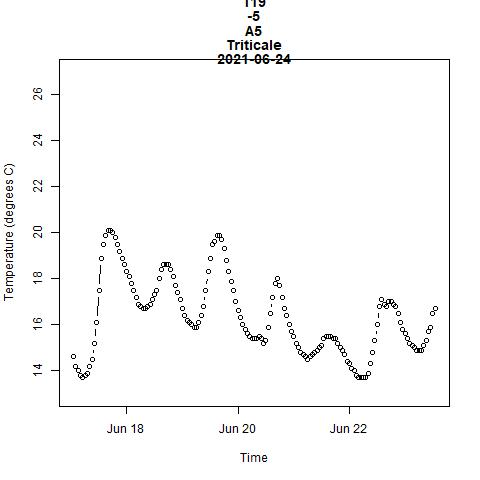 T19
-5
A5
Triticale
2021-06-24
Temperature (degrees C)
26
24
22
20
18
16
14
Jun 18 Jun 20 Jun 22
Time